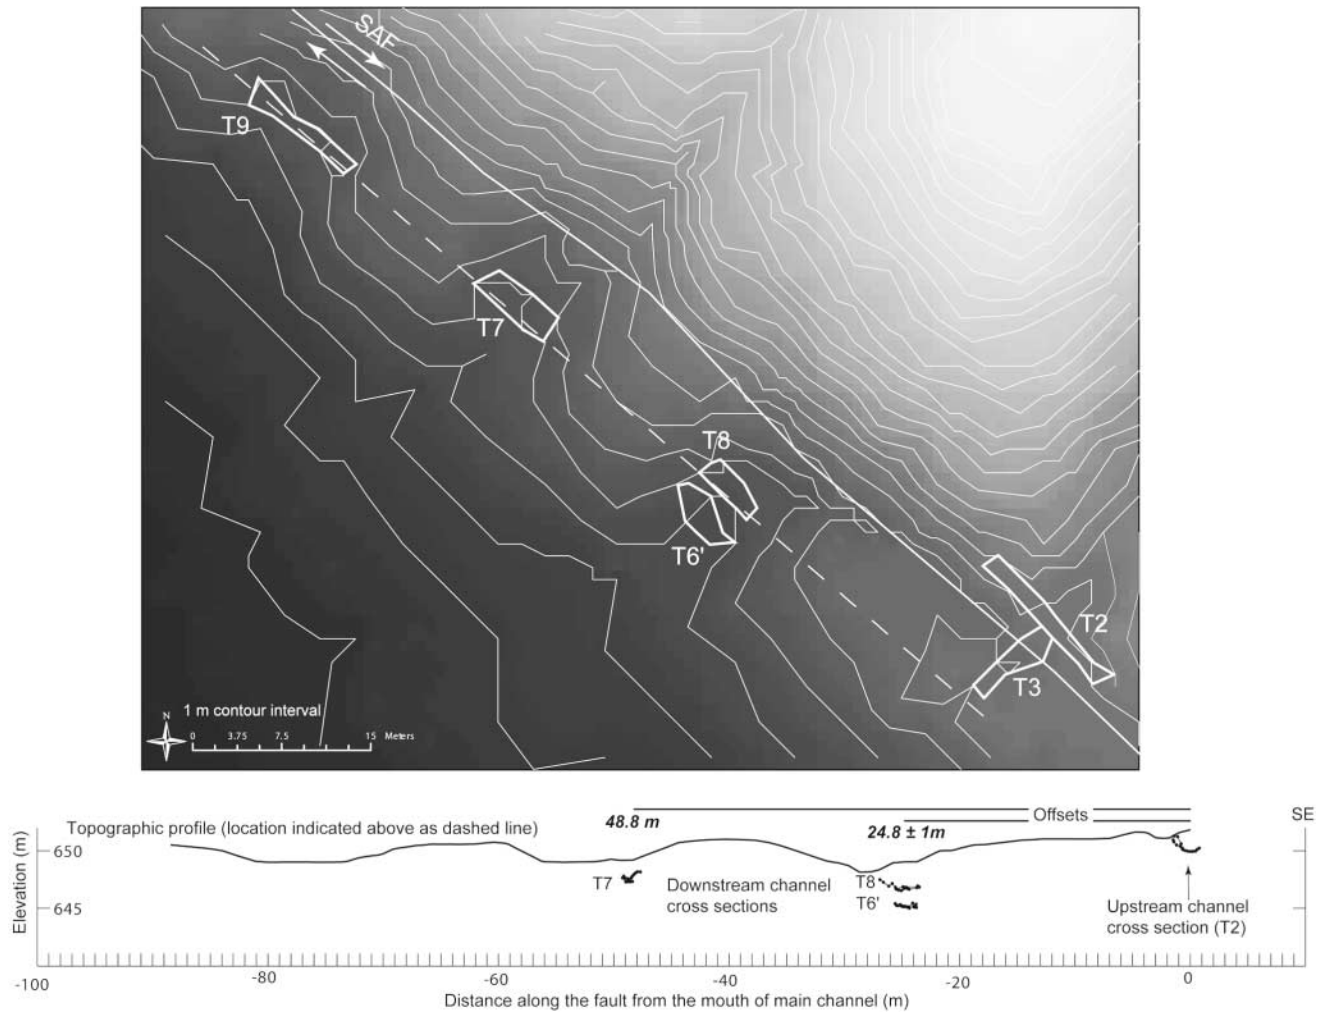 SAF
T9
T7
T8
T6'
T2
T3
1 m contour interval
N
0 3.75 7.5 15 Meters
Offsets
SE
Topographic profile (location indicated above as dashed line)
48.8 m
24.8 ± 1m
Elevation (m)
650
645
T7
Downstream channel
cross sections
T8
T6'
Upstream channel
cross section (T2)
-100 -80 -60 -40 -20 0
Distance along the fault from the mouth of main channel (m)